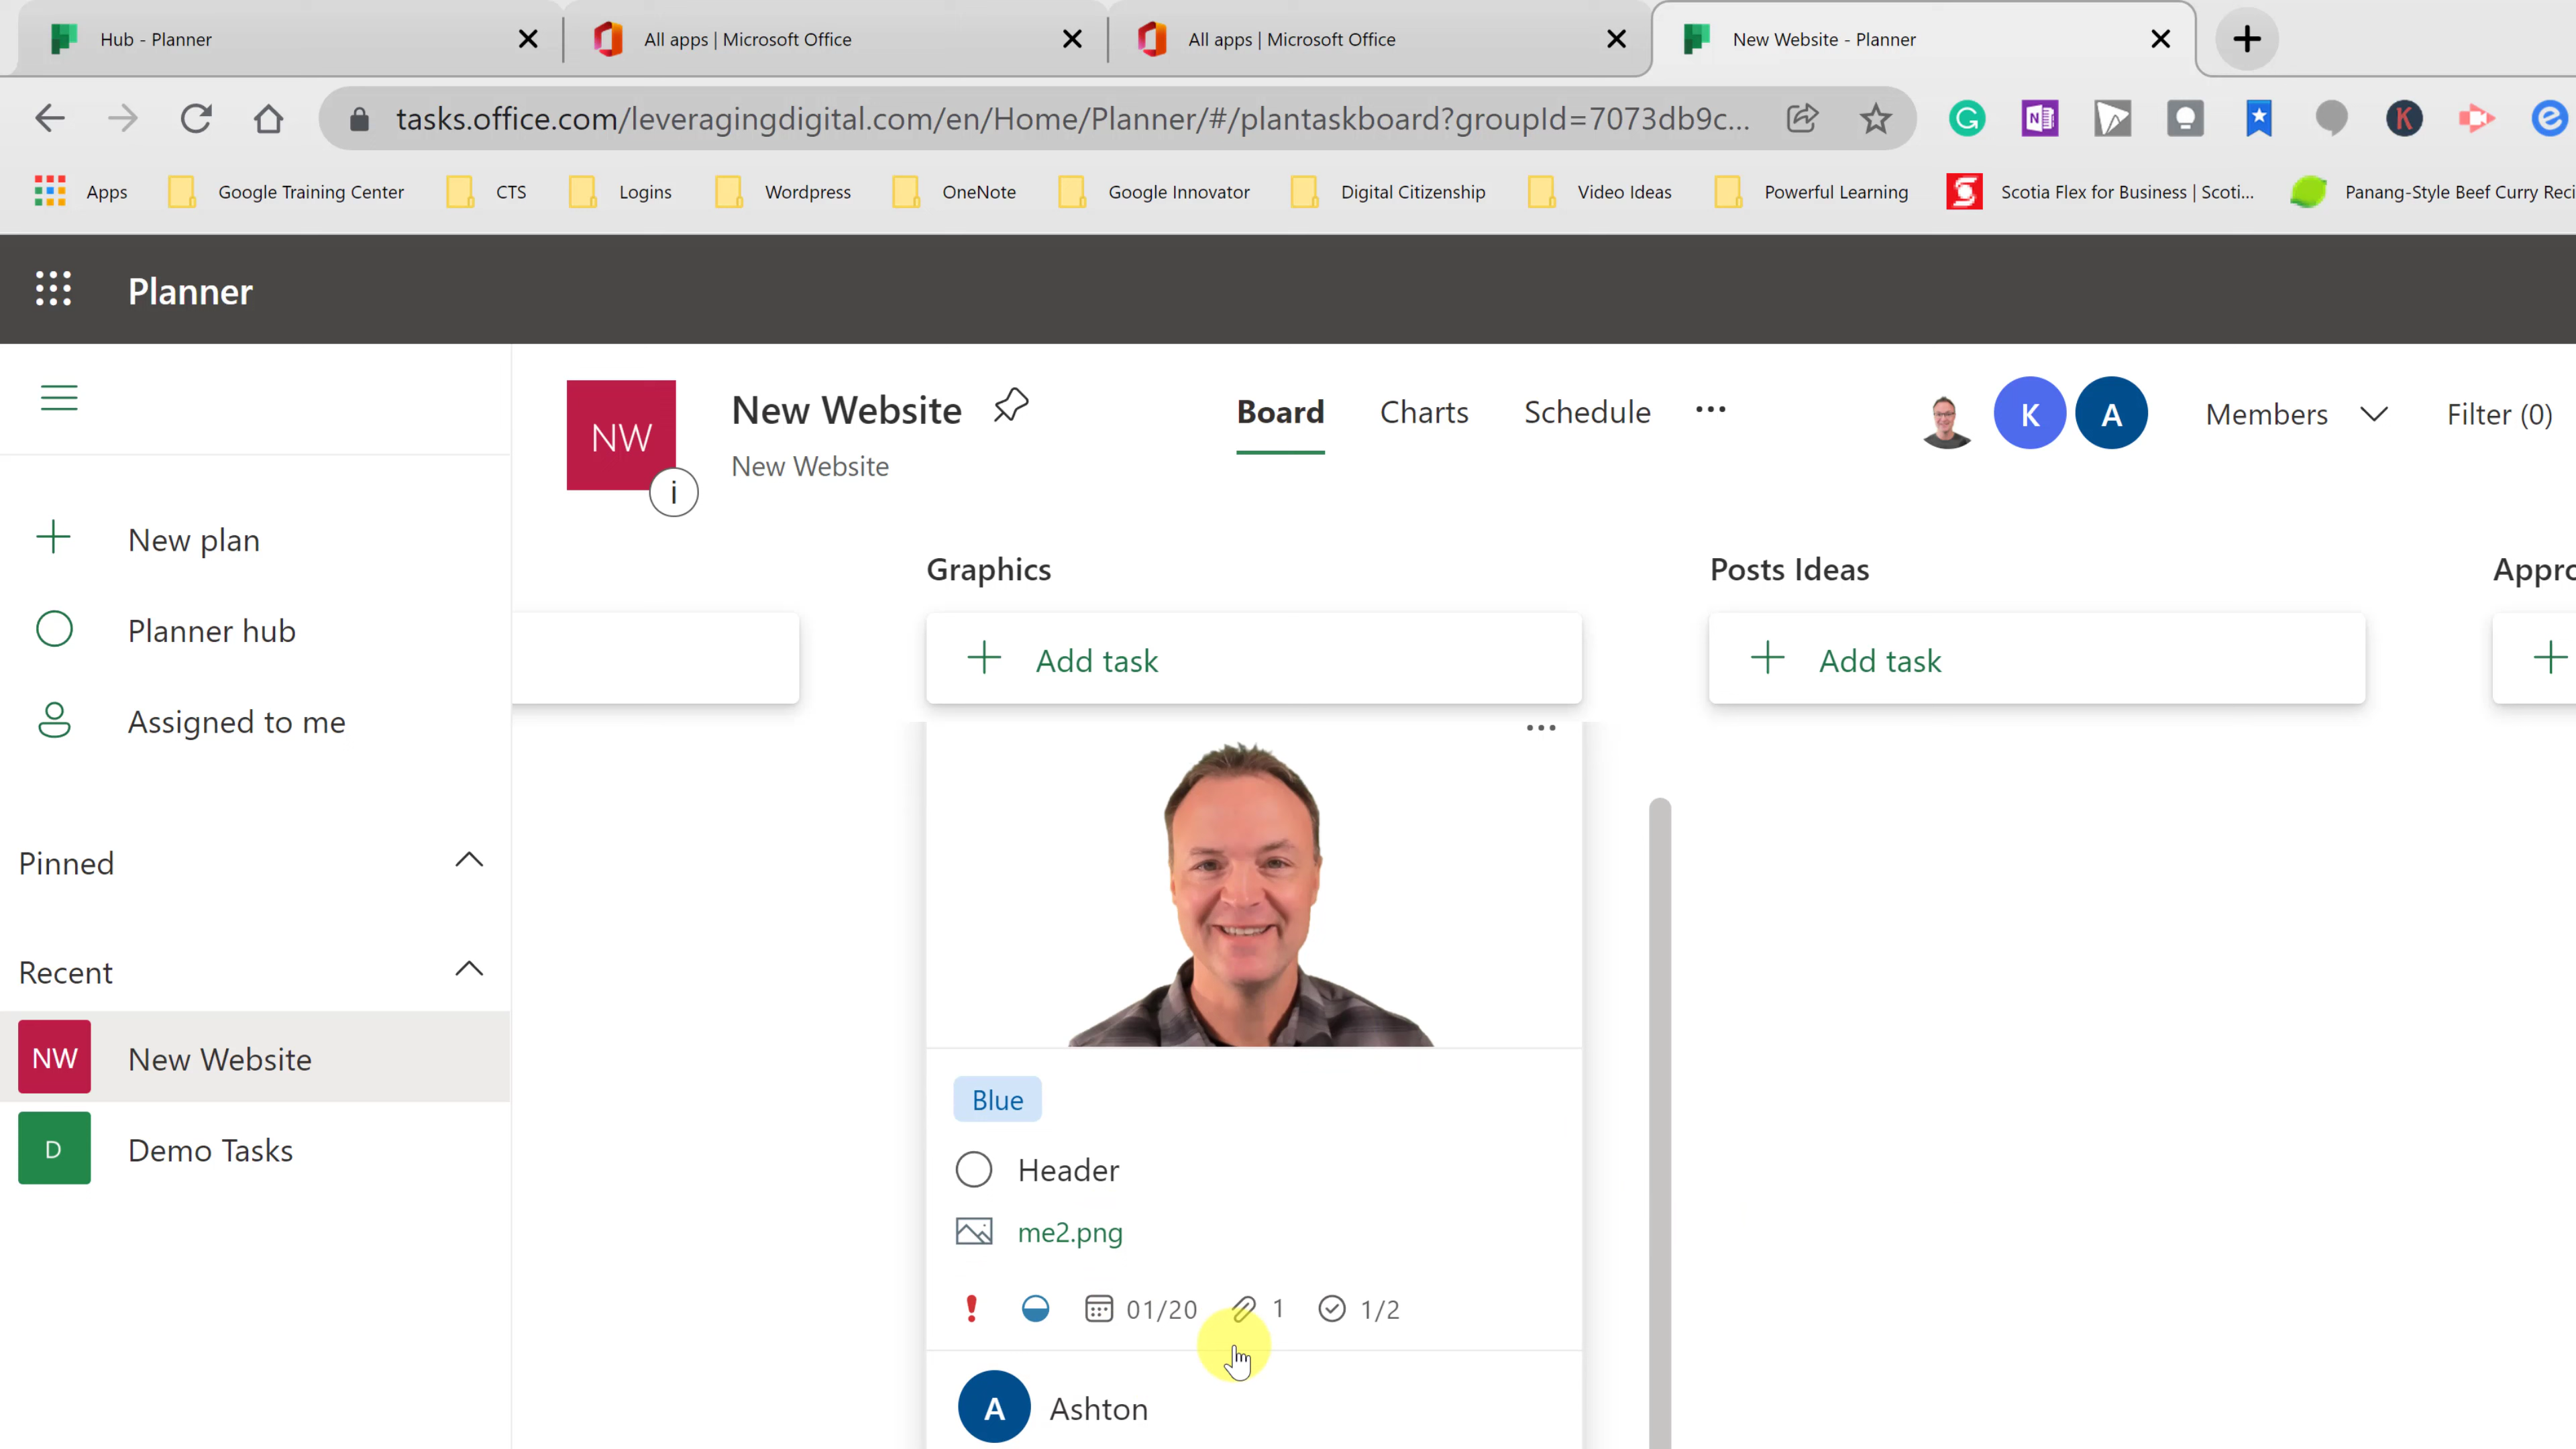 Hub - Planner
All apps | Microsoft Office
All apps | Microsoft Office
New Website - Planner
tasks.office.com/leveragingdigital.com/en/Home/Planner/#/plantaskboard?groupId=7073db9c...
Apps
Google Training Center
CTS
Logins
Wordpress
OneNote
Google Innovator
Digital Citizenship
Video Ideas
Powerful Learning
Scotia Flex for Business | Scoti...
Panang-Style Beef Curry Reci
Planner
NW
New Website
New Website
Board
Charts
Schedule
K
A
Members
Filter (0)
New plan
Planner hub
Assigned to me
Pinned
Recent
NW
New Website
D
Demo Tasks
Graphics
Add task
Posts Ideas
Add task
Appro
Blue
Header
me2.png
01/20
1
1/2
A
Ashton